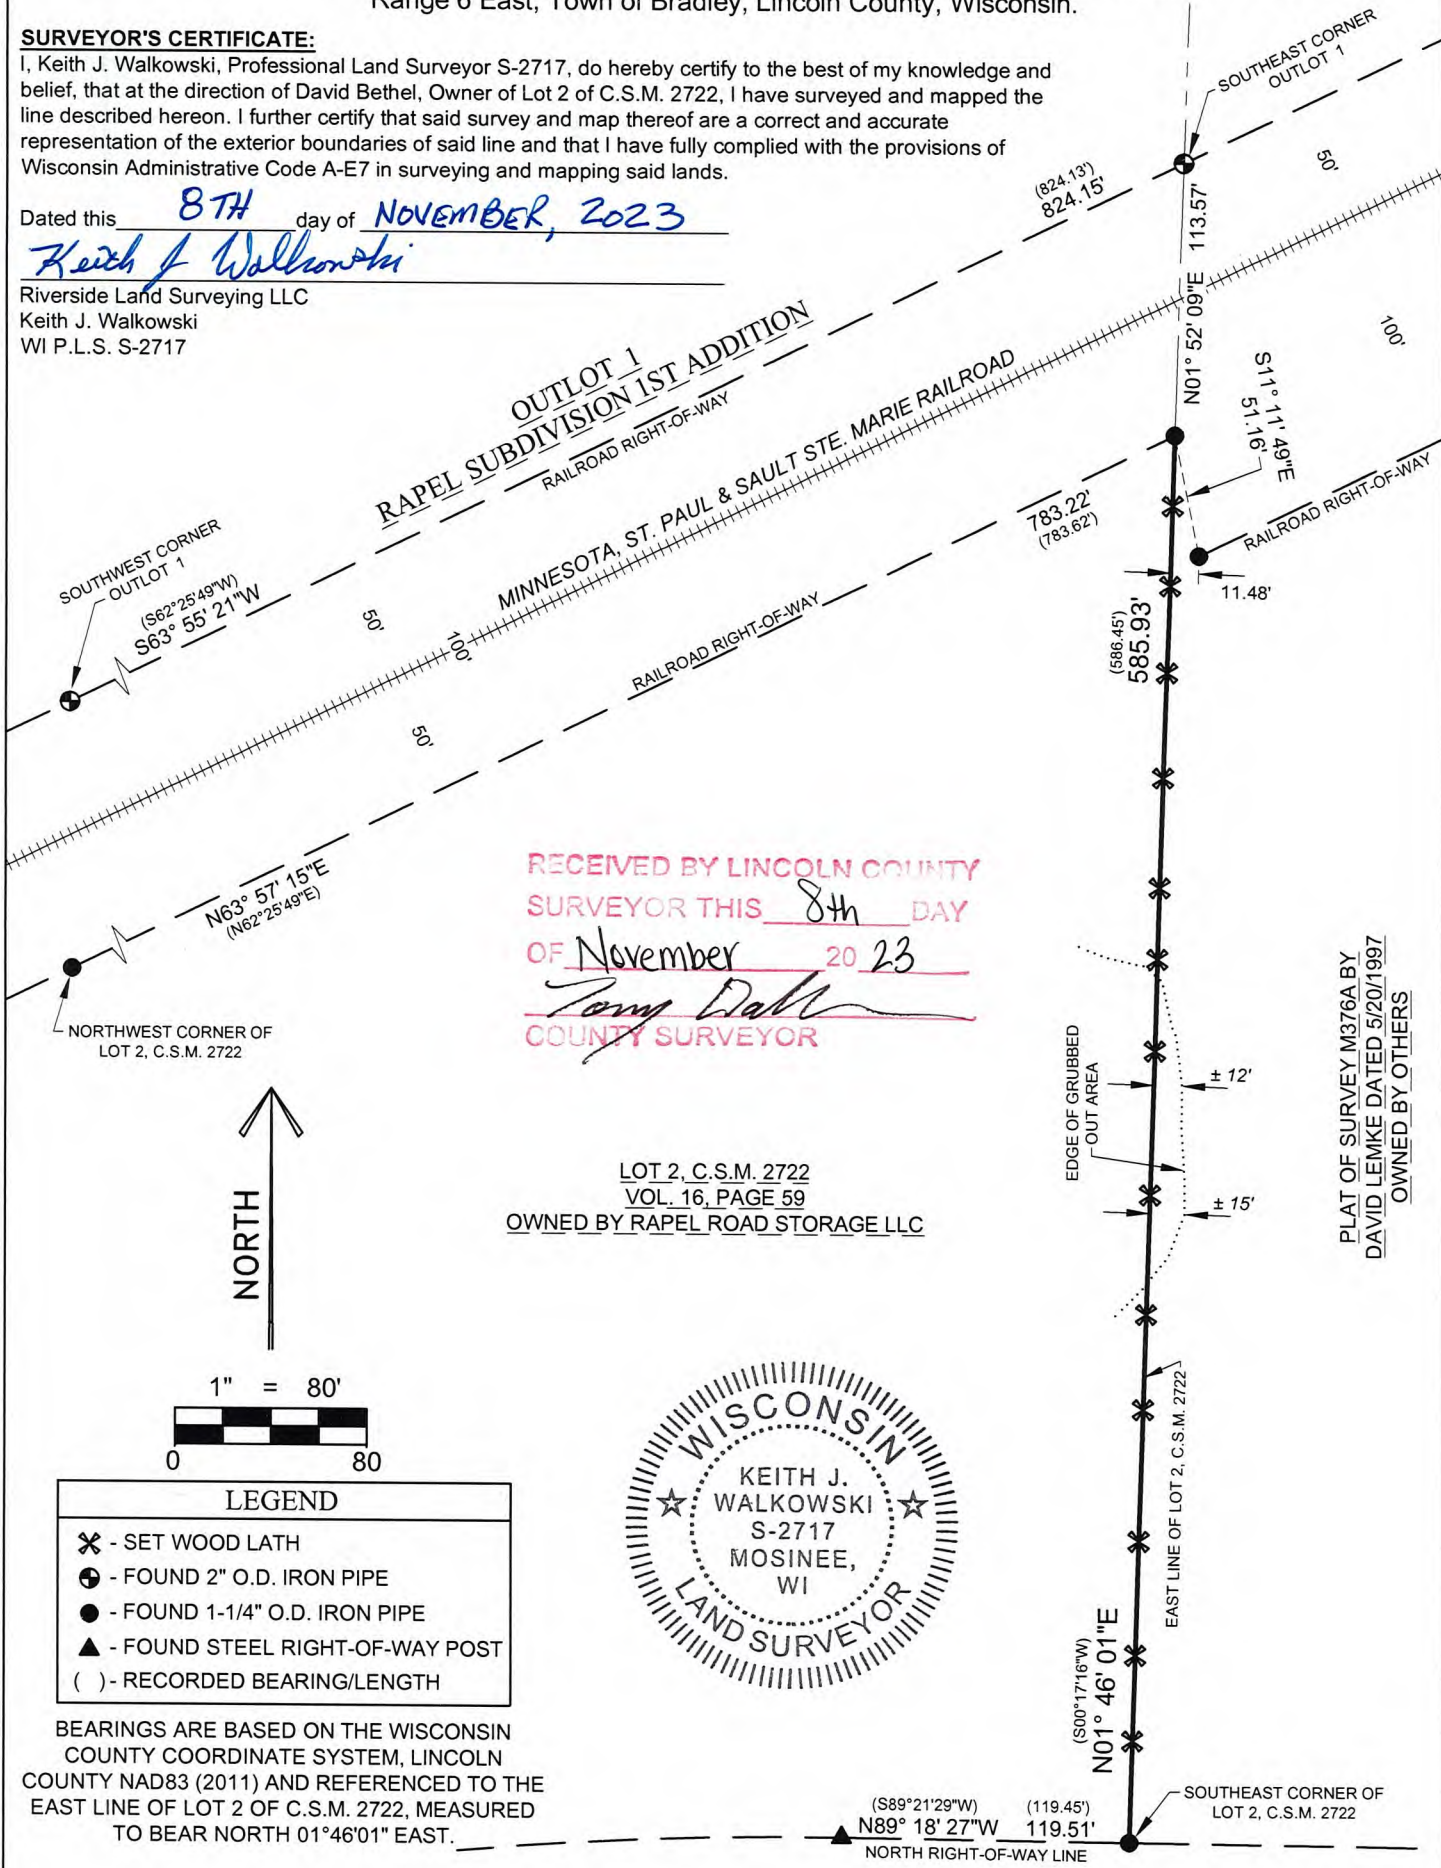 Range 6 East, Town of Bradley, Lincoln County, Wisconsin.
SURVEYOR'S CERTIFICATE:
I, Keith J. Walkowski, Professional Land Surveyor S-2717, do hereby certify to the best of my knowledge and
belief, that at the direction of David Bethel, Owner of Lot 2 of C.S.M. 2722, I have surveyed and mapped the
line described hereon. I further certify that said survey and map thereof are a correct and accurate
representation of the exterior boundaries of said line and that I have fully complied with the provisions of
Wisconsin Administrative Code A-E7 in surveying and mapping said lands.
Dated this 8TH day of NOVEMBER, 2023
Keith J Walkowski
Riverside Land Surveying LLC
Keith J. Walkowski
WI P.L.S. S-2717
SOUTHEAST CORNER
OUTLOT 1
(824.13')
824.15'
50'
N01° 52' 09"E 113.57'
100'
S11° 11' 49"E
51.16'
OUTLOT 1
RAPEL SUBDIVISION 1ST ADDITION
RAILROAD RIGHT-OF-WAY
MINNESOTA, ST. PAUL & SAULT STE. MARIE RAILROAD
783.22'
(783.62')
RAILROAD RIGHT-OF-WAY
11.48'
SOUTHWEST CORNER
OUTLOT 1
(S62°25'49"W)
S63° 55' 21"W
50'
100'
50'
RAILROAD RIGHT-OF-WAY
(586.45')
585.93'
N63° 57' 15"E
(N62°25'49"E)
NORTHWEST CORNER OF
LOT 2, C.S.M. 2722
RECEIVED BY LINCOLN COUNTY
SURVEYOR THIS 8th DAY
OF November 20 23
Tony Dall
COUNTY SURVEYOR
EDGE OF GRUBBED
OUT AREA
± 12'
± 15'
PLAT OF SURVEY M376A BY
DAVID LEMKE DATED 5/20/1997
OWNED BY OTHERS
NORTH
LOT 2, C.S.M. 2722
VOL. 16, PAGE 59
OWNED BY RAPEL ROAD STORAGE LLC
1" = 80'
0 80
LEGEND
- SET WOOD LATH
- FOUND 2" O.D. IRON PIPE
- FOUND 1-1/4" O.D. IRON PIPE
- FOUND STEEL RIGHT-OF-WAY POST
( ) - RECORDED BEARING/LENGTH
WISCONSIN
KEITH J.
WALKOWSKI
S-2717
MOSINEE,
WI
LAND SURVEYOR
EAST LINE OF LOT 2, C.S.M. 2722
(S00°17'16"W)
N01° 46' 01"E
BEARINGS ARE BASED ON THE WISCONSIN
COUNTY COORDINATE SYSTEM, LINCOLN
COUNTY NAD83 (2011) AND REFERENCED TO THE
EAST LINE OF LOT 2 OF C.S.M. 2722, MEASURED
TO BEAR NORTH 01°46'01" EAST.
(S89°21'29"W) (119.45')
N89° 18' 27"W 119.51'
NORTH RIGHT-OF-WAY LINE
SOUTHEAST CORNER OF
LOT 2, C.S.M. 2722